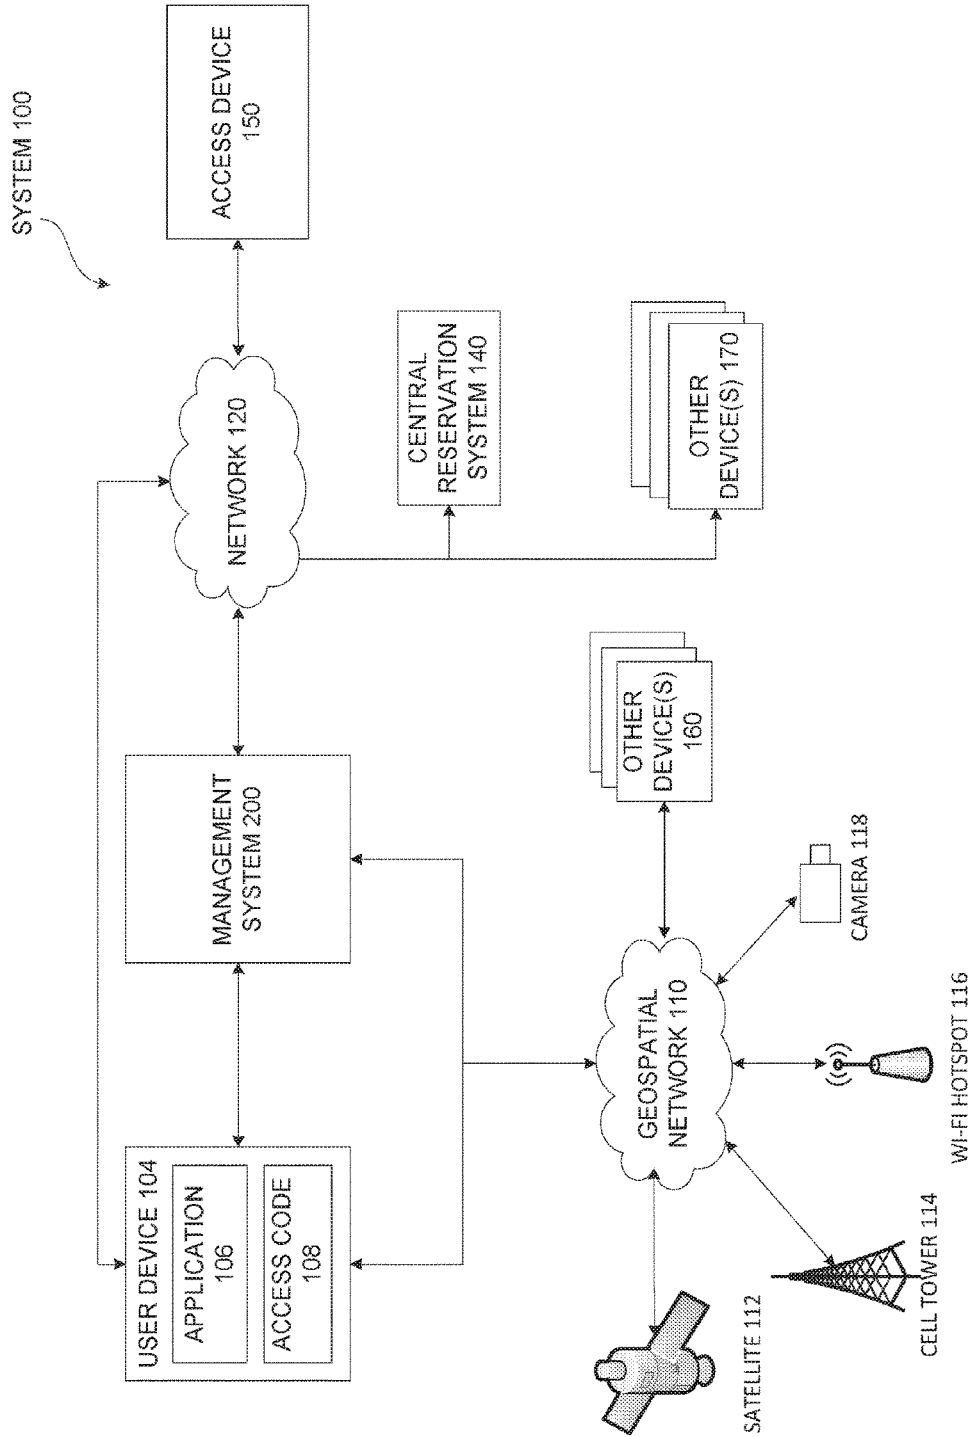 SYSTEM 100
USER DEVICE 104
APPLICATION
106
ACCESS CODE
108
MANAGEMENT
SYSTEM 200
NETWORK 120
ACCESS DEVICE
150
CENTRAL
RESERVATION
SYSTEM 140
OTHER
DEVICE(S) 170
OTHER
DEVICE(S)
160
GEOSPATIAL
NETWORK 110
SATELLITE 112
CELL TOWER 114
WI-FI HOTSPOT 116
CAMERA 118